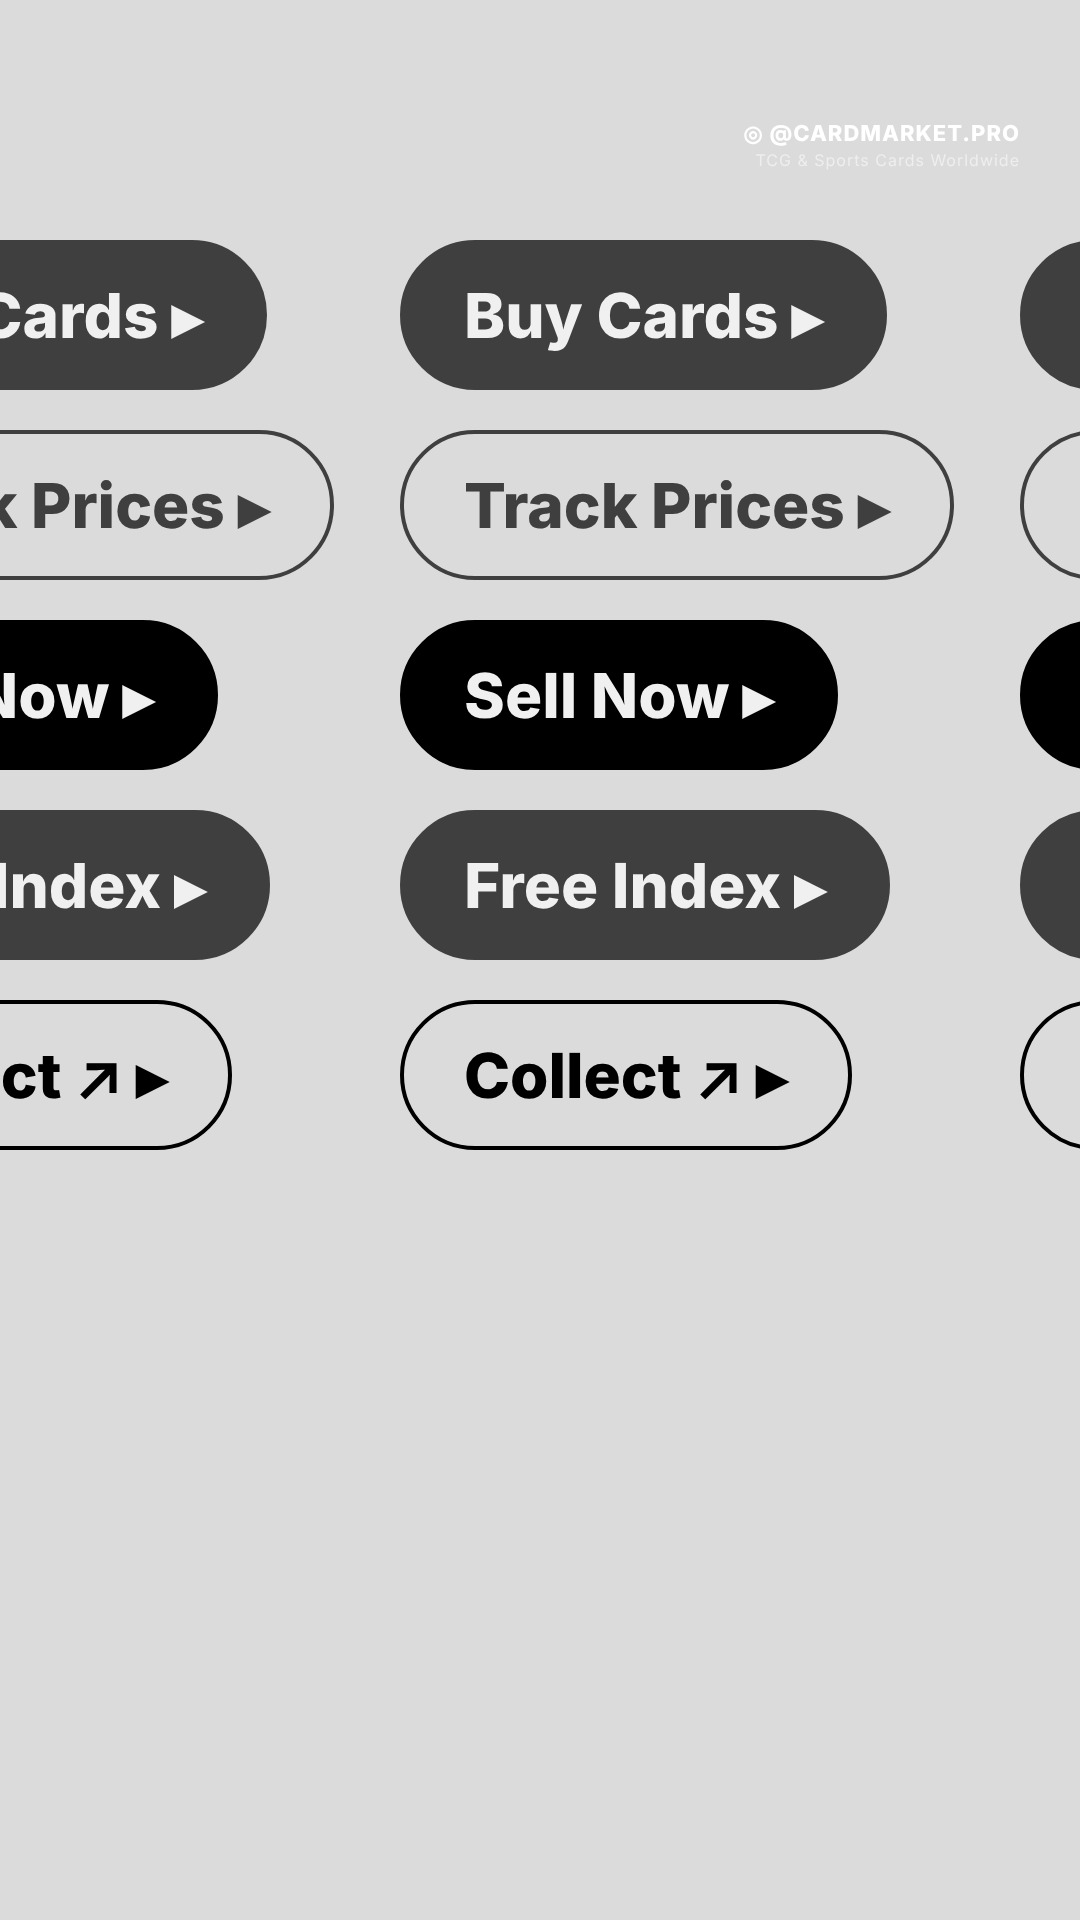 ◎ @CARDMARKET.PRO
TCG & Sports Cards Worldwide
Cards ▸ Buy Cards ▸
k Prices ▸ Track Prices ▸
Now ▸ Sell Now ▸
Index ▸ Free Index ▸
ct ↗ ▸ Collect ↗ ▸